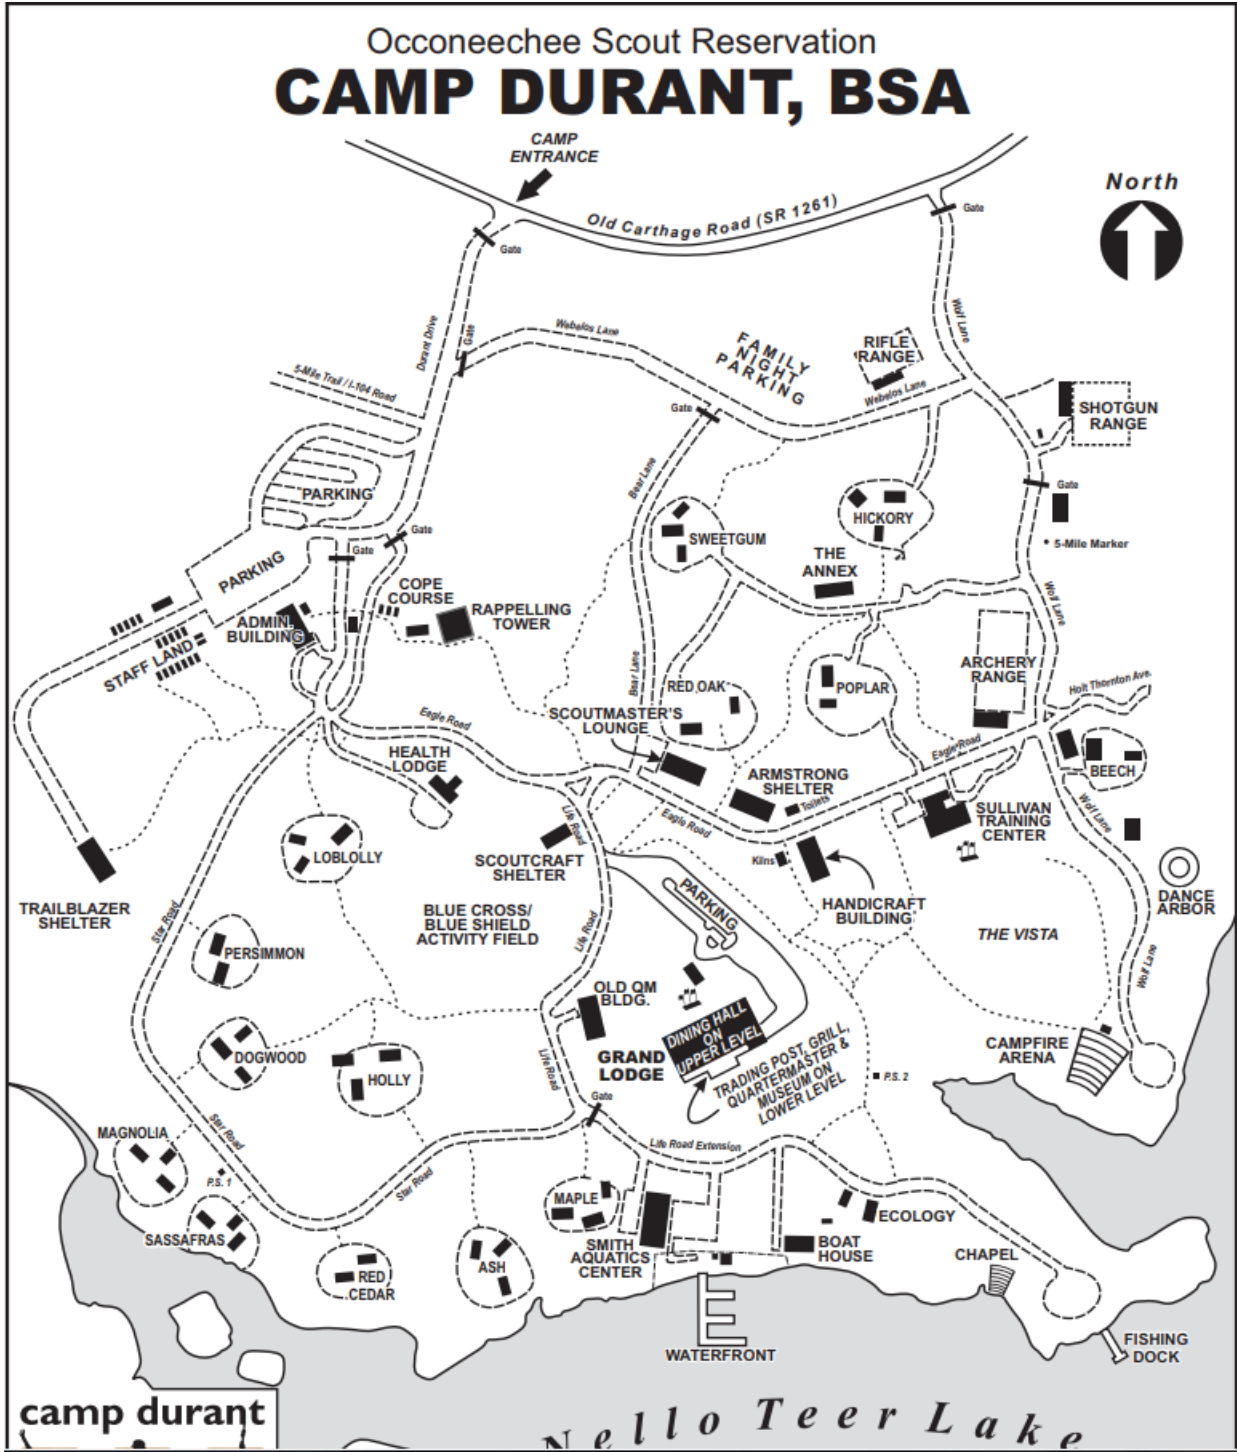 Occoneechee Scout Reservation
CAMP DURANT, BSA
CAMP
ENTRANCE
North
Old Carthage Road (SR 1261)
Gate
Gate
Durant Drive
Gate
Webelos Lane
Wolf Lane
FAMILY
NIGHT
PARKING
RIFLE
RANGE
Webelos Lane
5-Mile Trail / I-104 Road
Gate
SHOTGUN
RANGE
Bear Lane
PARKING
Gate
HICKORY
Gate
SWEETGUM
5-Mile Marker
Gate
THE
ANNEX
PARKING
COPE
COURSE
RAPPELLING
TOWER
Wolf Lane
ADMIN.
BUILDING
STAFF LAND
Bear Lane
ARCHERY
RANGE
RED OAK
POPLAR
Holt Thornton Ave.
SCOUTMASTER'S
LOUNGE
Eagle Road
Eagle Road
HEALTH
LODGE
BEECH
ARMSTRONG
SHELTER
Toilets
SULLIVAN
TRAINING
CENTER
Wolf Lane
Life Road
Eagle Road
LOBLOLLY
SCOUTCRAFT
SHELTER
Kilns
DANCE
ARBOR
TRAILBLAZER
SHELTER
PARKING
HANDICRAFT
BUILDING
BLUE CROSS/
BLUE SHIELD
ACTIVITY FIELD
Star Road
Life Road
THE VISTA
PERSIMMON
Wolf Lane
OLD QM
BLDG.
DINING HALL
ON
UPPER LEVEL
CAMPFIRE
ARENA
DOGWOOD
GRAND
LODGE
Life Road
TRADING POST, GRILL,
QUARTERMASTER &
MUSEUM ON
LOWER LEVEL
HOLLY
P.S. 2
Gate
MAGNOLIA
Star Road
Life Road Extension
P.S. 1
Star Road
MAPLE
ECOLOGY
SASSAFRAS
SMITH
AQUATICS
CENTER
BOAT
HOUSE
CHAPEL
ASH
RED
CEDAR
FISHING
DOCK
WATERFRONT
camp durant
Nello Teer Lake